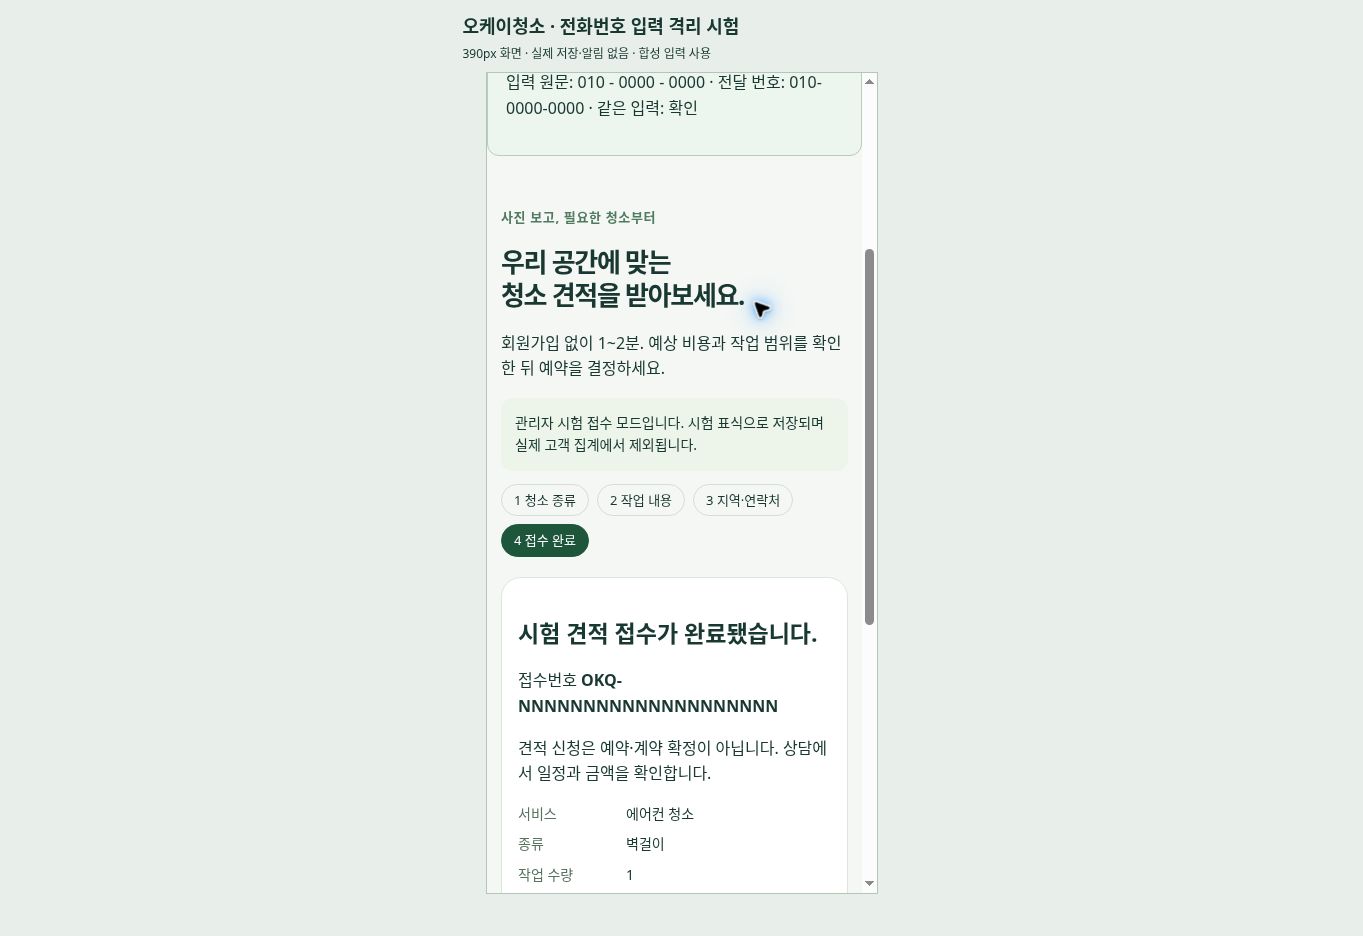 오케이청소 · 전화번호 입력 격리 시험
390px 화면 · 실제 저장·알림 없음 · 합성 입력 사용
입력 원문: 010 - 0000 - 0000 · 전달 번호: 010-
0000-0000 · 같은 입력: 확인
사진 보고, 필요한 청소부터
우리 공간에 맞는
청소 견적을 받아보세요.
회원가입 없이 1~2분. 예상 비용과 작업 범위를 확인
한 뒤 예약을 결정하세요.
관리자 시험 접수 모드입니다. 시험 표식으로 저장되며
실제 고객 집계에서 제외됩니다.
1 청소 종류 2 작업 내용 3 지역·연락처
4 접수 완료
시험 견적 접수가 완료됐습니다.
접수번호 OKQ-
NNNNNNNNNNNNNNNNNNNN
견적 신청은 예약·계약 확정이 아닙니다. 상담에
서 일정과 금액을 확인합니다.
서비스 에어컨 청소
종류 벽걸이
작업 수량 1